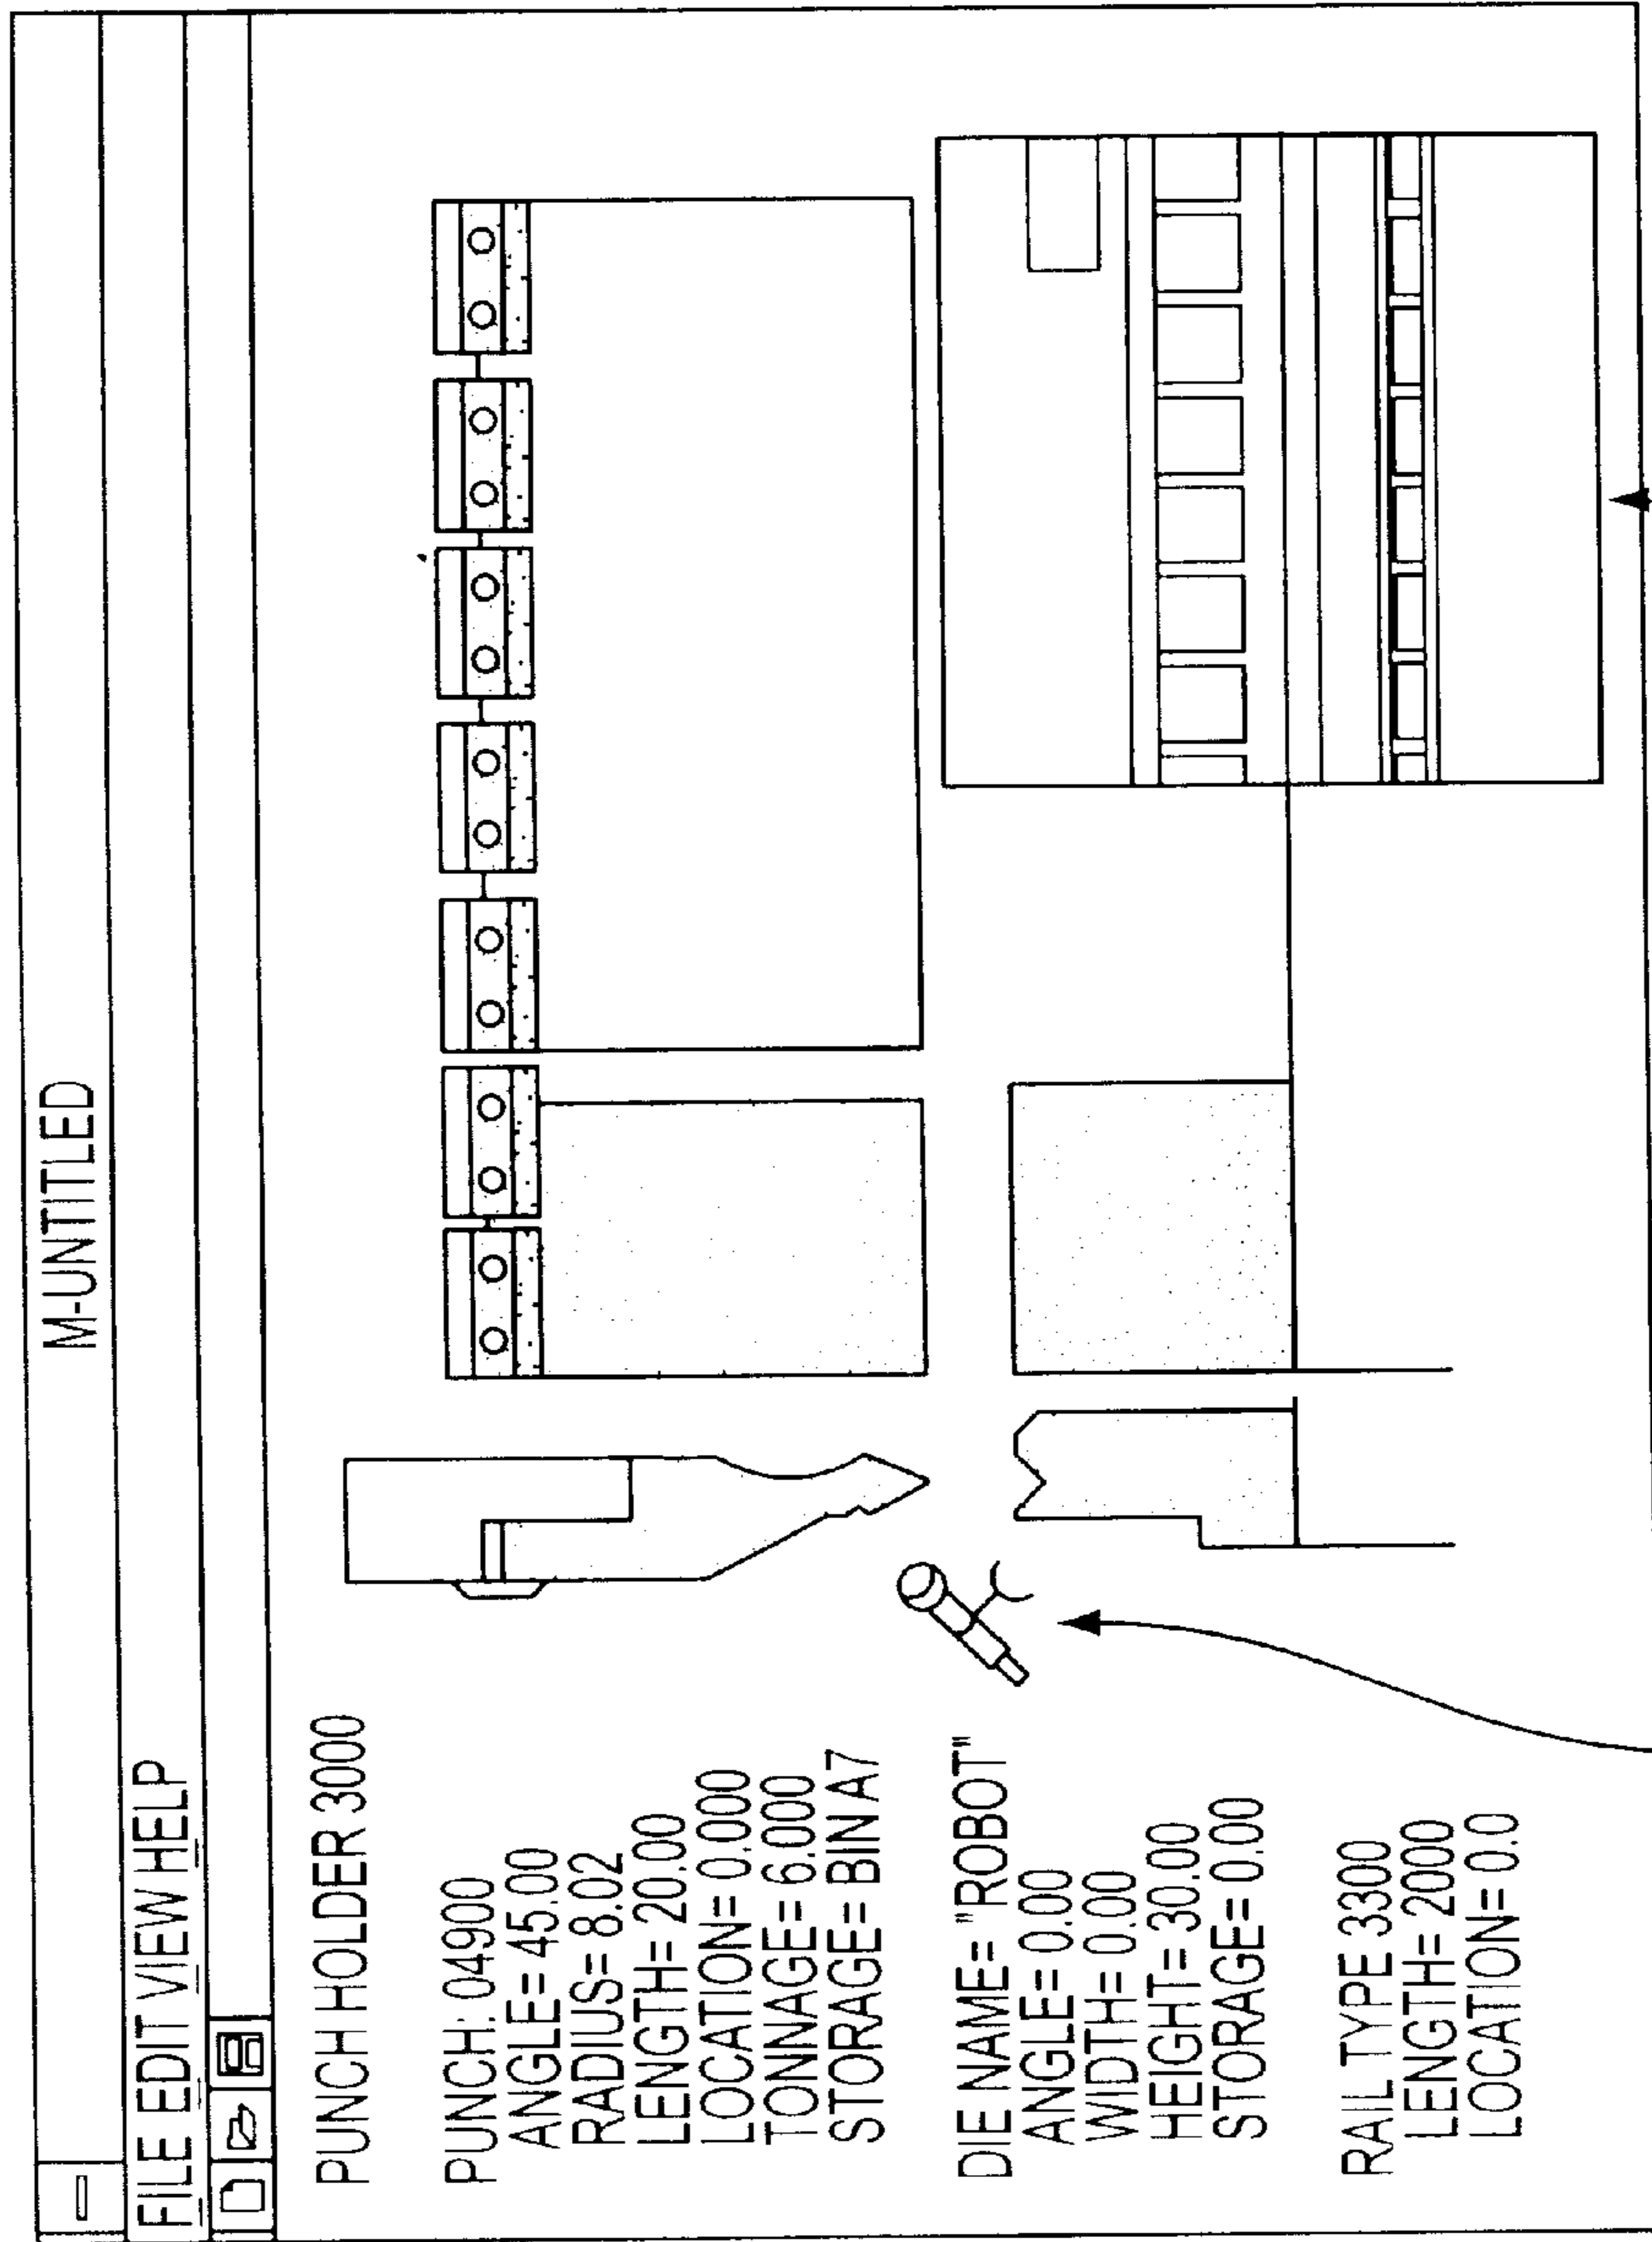 M-UNTITLED
FILE EDIT VIEW HELP
PUNCH HOLDER 3000
PUNCH: 04900
ANGLE= 45.00
RADIUS= 8.02
LENGTH= 20.00
LOCATION= 0.000
TONNAGE= 6.000
STORAGE= BIN A7
DIE NAME= "ROBOT"
ANGLE= 0.00
WIDTH= 0.00
HEIGHT= 30.00
STORAGE= 0.00
RAIL TYPE 3300
LENGTH= 2000
LOCATION= 0.0